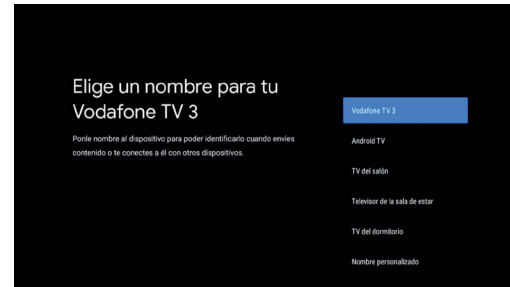 Elige un nombre para tu
Vodafone TV 3
Ponle nombre al dispositivo para poder identificarlo cuando envíes
contenido o te conectes a él con otros dispositivos.
Vodafone TV 3
Android TV
TV del salón
Televisor de la sala de estar
TV del dormitorio
Nombre personalizado